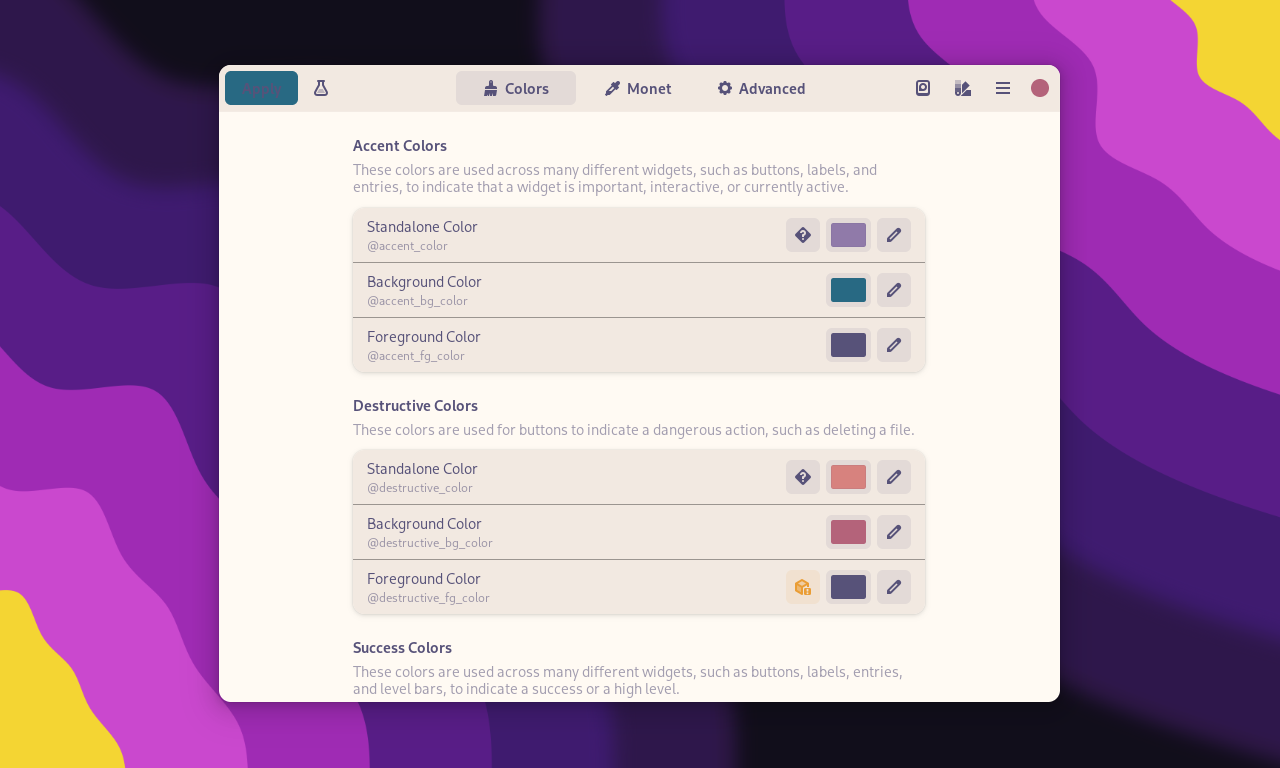 Apply
Colors
Monet
Advanced
Accent Colors
These colors are used across many different widgets, such as buttons, labels, and
entries, to indicate that a widget is important, interactive, or currently active.
Standalone Color
@accent_color
Background Color
@accent_bg_color
Foreground Color
@accent_fg_color
Destructive Colors
These colors are used for buttons to indicate a dangerous action, such as deleting a file.
Standalone Color
@destructive_color
Background Color
@destructive_bg_color
Foreground Color
@destructive_fg_color
Success Colors
These colors are used across many different widgets, such as buttons, labels, entries,
and level bars, to indicate a success or a high level.